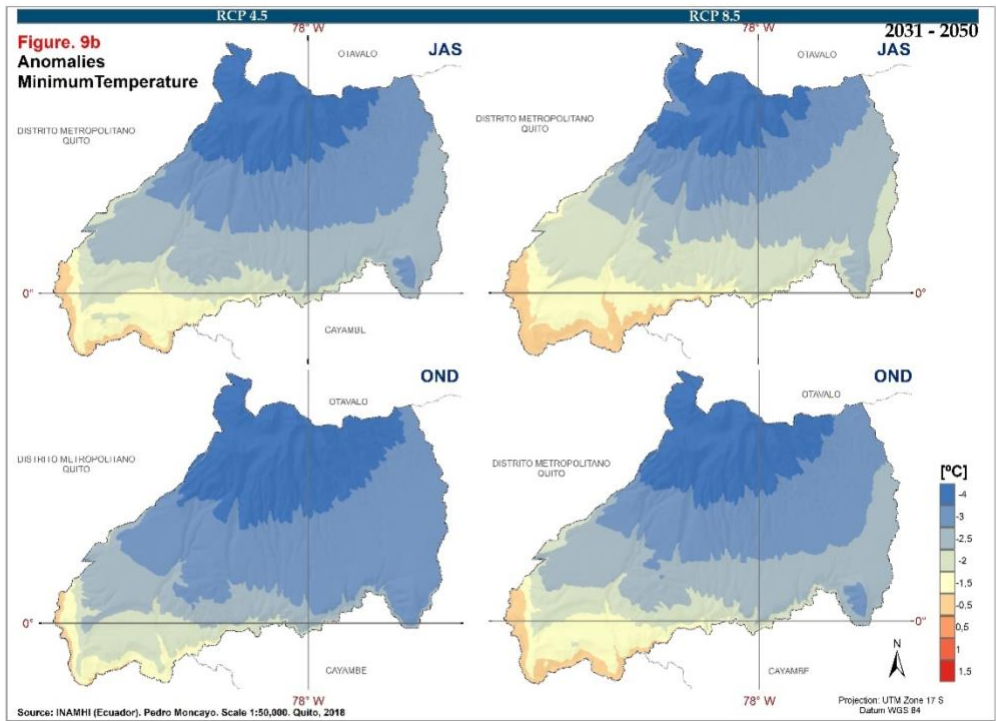 RCP 4.5
RCP 8.5
78° W
78° W
2031 - 2050
Figure. 9b
Anomalies
MinimumTemperature
JAS
OTAVALO
DISTRITO METROPOLITANO
QUITO
0°
JAS
OTAVALO
DISTRITO METROPOLITANO
QUITO
0°
CAYAMBE
OND
OTAVALO
DISTRITO METROPOLITANO
QUITO
0°
CAYAMBE
78° W
OND
OTAVALO
DISTRITO METROPOLITANO
QUITO
0°
CAYAMBE
78° W
[ºC]
-4
-3
-2.5
-2
-1,5
-0,5
0,5
1
1.5
N
Projection: UTM Zone 17 S
Datum WGS 84
Source: INAMHI (Ecuador). Pedro Moncayo. Scale 1:50,000. Quito, 2018